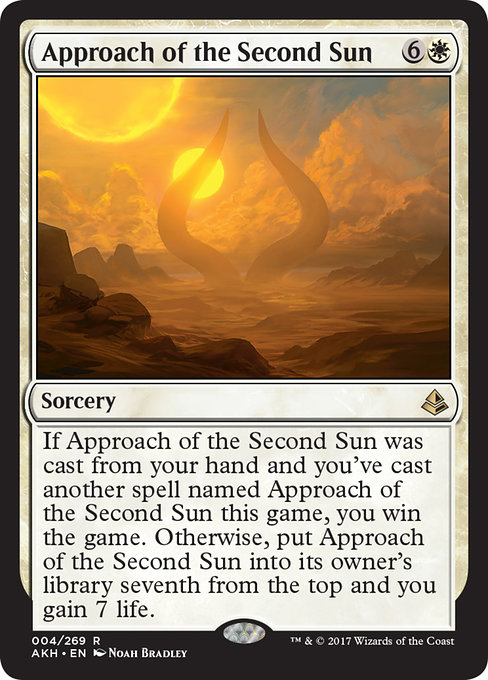 Approach of the Second Sun 6
Sorcery
If Approach of the Second Sun was
cast from your hand and you’ve cast
another spell named Approach of
the Second Sun this game, you win
the game. Otherwise, put Approach
of the Second Sun into its owner’s
library seventh from the top and you
gain 7 life.
004/269 R
AKH • EN Noah Bradley
™ & © 2017 Wizards of the Coast